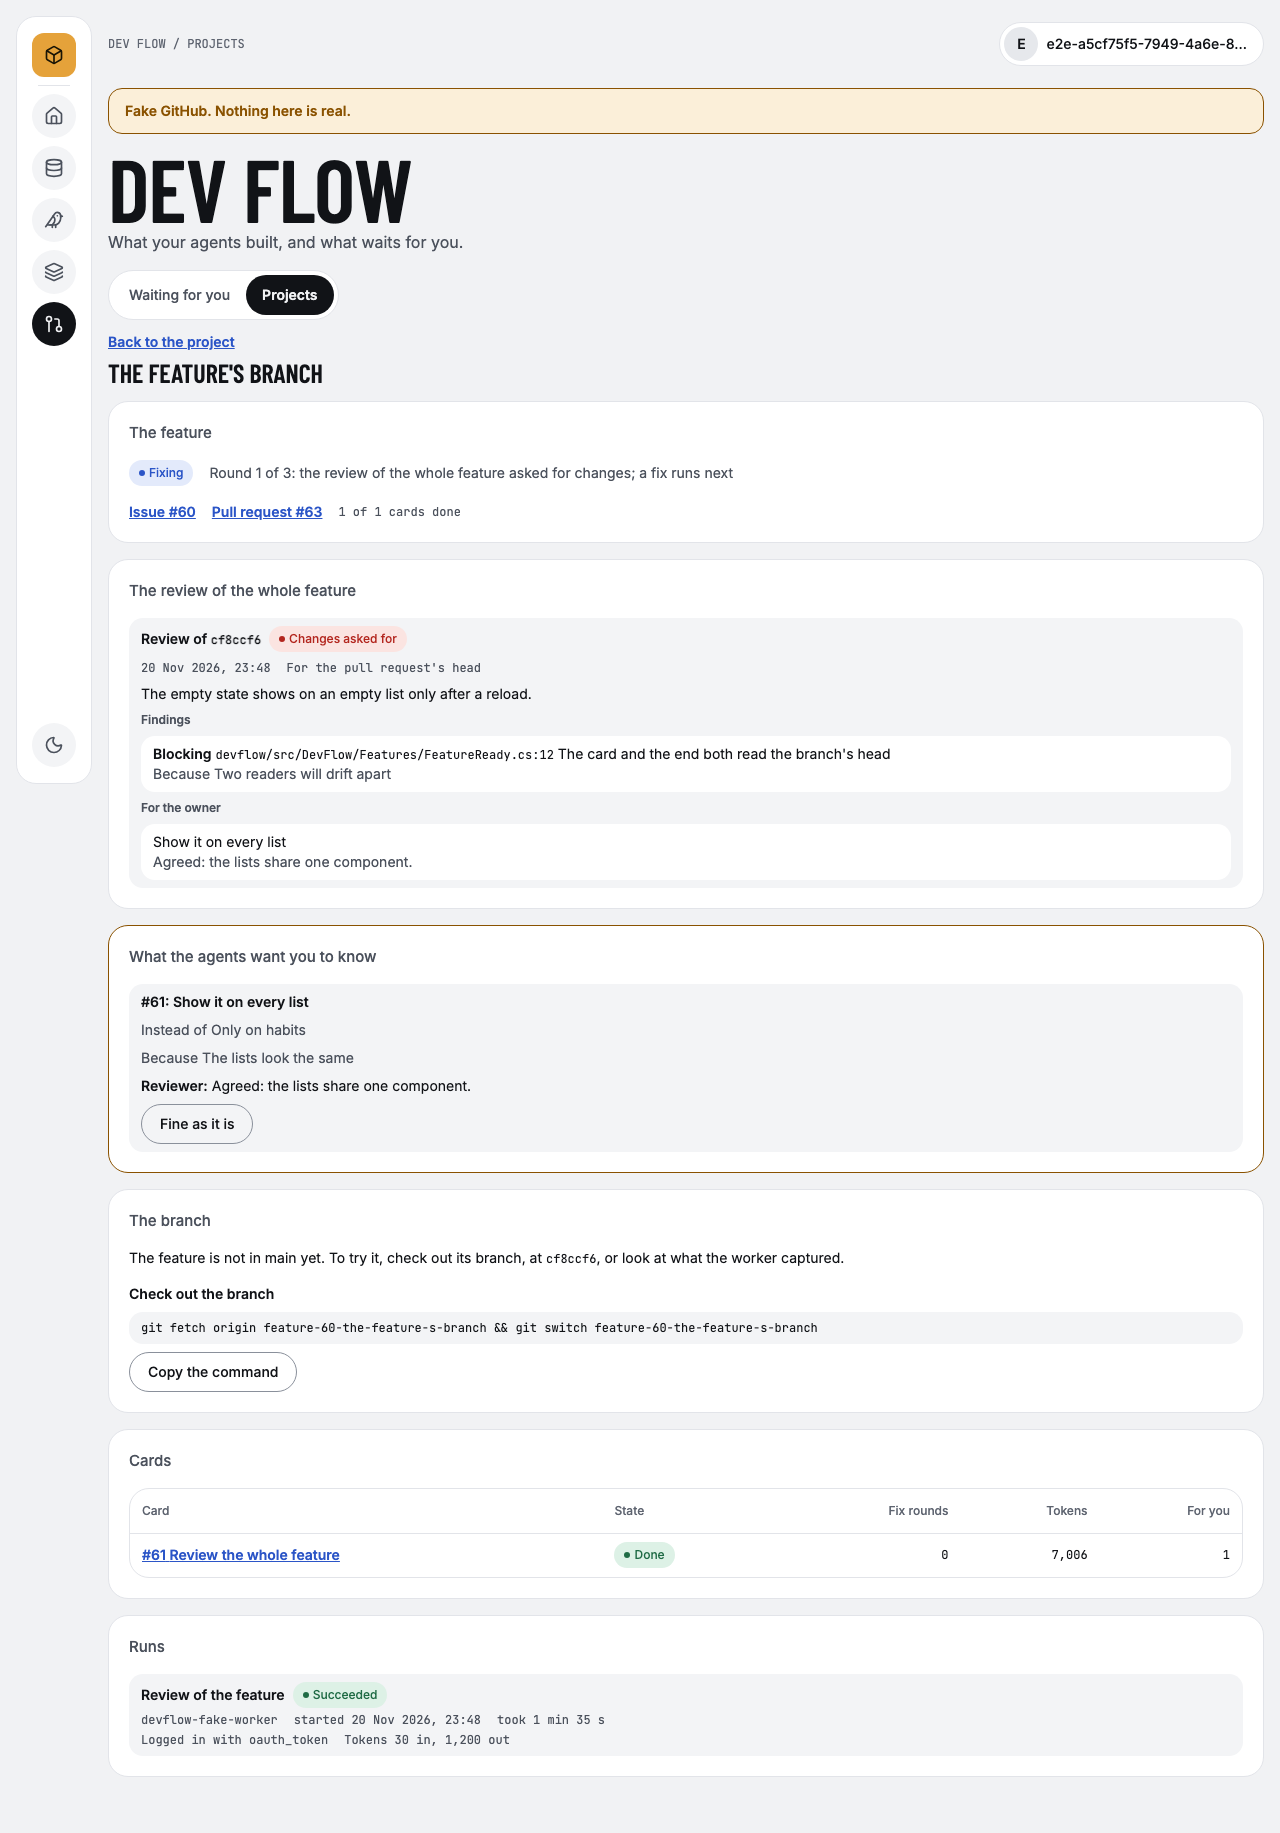 DEV FLOW / PROJECTS
E
e2e-a5cf75f5-7949-4a6e-8...
Fake GitHub. Nothing here is real.
DEV FLOW
What your agents built, and what waits for you.
Waiting for you
Projects
Back to the project
THE FEATURE'S BRANCH
The feature
Fixing
Round 1 of 3: the review of the whole feature asked for changes; a fix runs next
Issue #60
Pull request #63
1 of 1 cards done
The review of the whole feature
Review of cf8ccf6
Changes asked for
20 Nov 2026, 23:48
For the pull request's head
The empty state shows on an empty list only after a reload.
Findings
Blocking devflow/src/DevFlow/Features/FeatureReady.cs:12 The card and the end both read the branch's head
Because Two readers will drift apart
For the owner
Show it on every list
Agreed: the lists share one component.
What the agents want you to know
#61: Show it on every list
Instead of Only on habits
Because The lists look the same
Reviewer: Agreed: the lists share one component.
Fine as it is
The branch
The feature is not in main yet. To try it, check out its branch, at cf8ccf6, or look at what the worker captured.
Check out the branch
git fetch origin feature-60-the-feature-s-branch && git switch feature-60-the-feature-s-branch
Copy the command
Cards
Card
State
Fix rounds
Tokens
For you
#61 Review the whole feature
Done
0
7,006
1
Runs
Review of the feature
Succeeded
devflow-fake-worker
started 20 Nov 2026, 23:48
took 1 min 35 s
Logged in with oauth_token
Tokens 30 in, 1,200 out